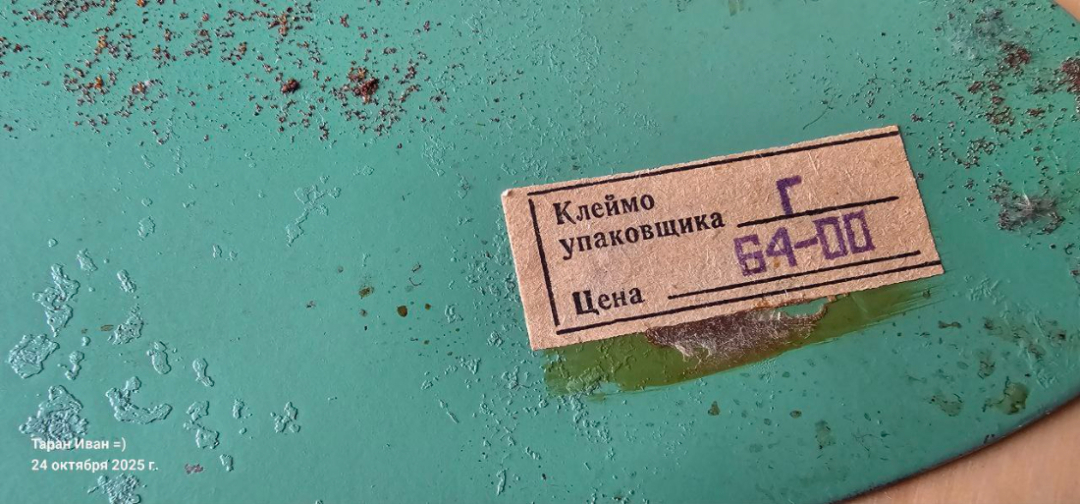 Клеймо
упаковщика Г
64-00
Цена
Таран Иван =)
24 октября 2025 г.